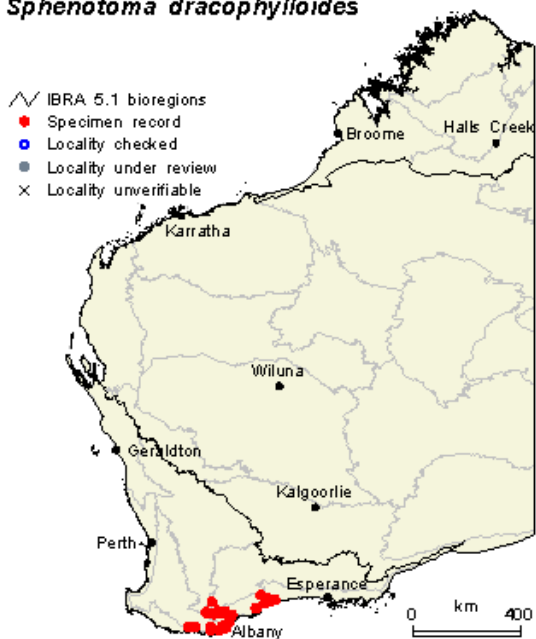 Sphenotoma dracophylloides
IBRA 5.1 bioregions
Specimen record
Locality checked
Locality under review
Locality unverifiable
Broome
Halls Creek
Karratha
Wiluna
Geraldton
Kalgoorlie
Perth
Esperance
Albany
0 km 400